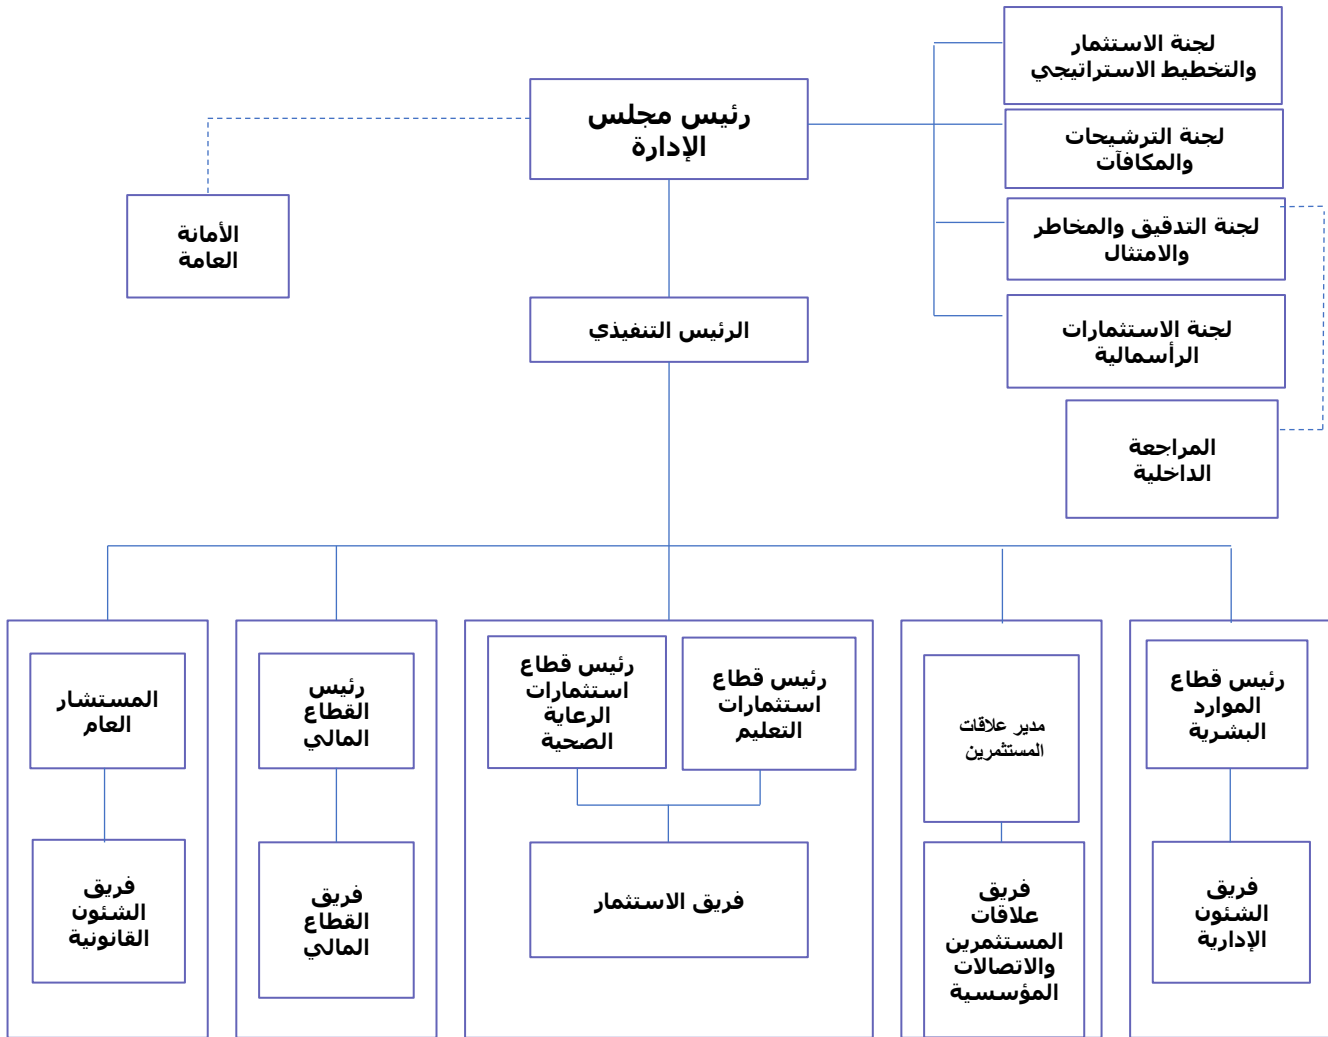 لجنة الاستثمار
والتخطيط الاستراتيجي
رئيس مجلس
الإدارة
لجنة الترشيحات
والمكافآت
لجنة التدقيق والمخاطر
والامتثال
الأمانة
العامة
الرئيس التنفيذي
لجنة الاستثمارات
الرأسمالية
المراجعة
الداخلية
رئيس قطاع
الموارد
البشرية
مدير علاقات
المستثمرين
رئيس قطاع
استثمارات
التعليم
رئيس قطاع
استثمارات
الرعاية
الصحية
رئيس
القطاع
المالي
المستشار
العام
فريق
الشئون
الإدارية
فريق
علاقات
المستثمرين
والاتصالات
المؤسسية
فريق الاستثمار
فريق
القطاع
المالي
فريق
الشئون
القانونية